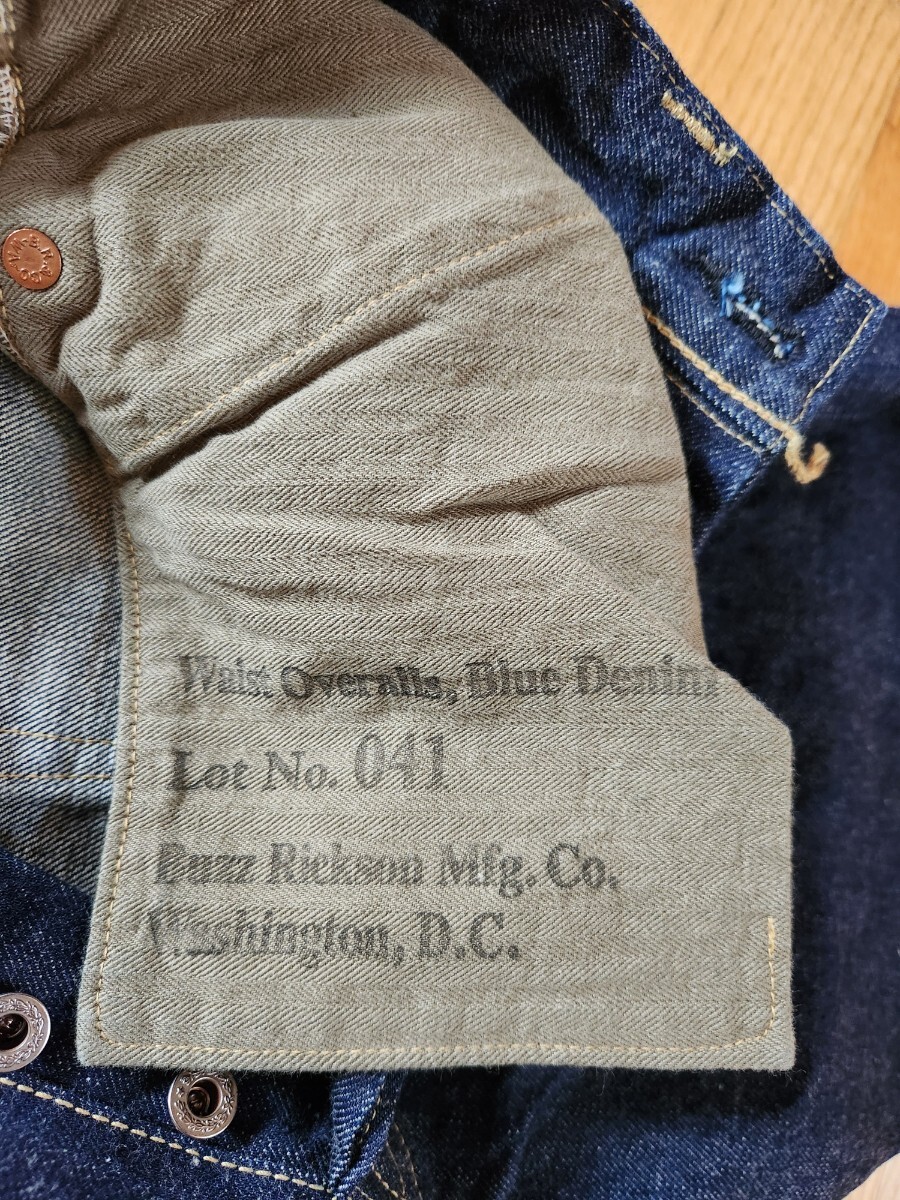 Waist Overalls, Blue Denim
Lot No. 041
Buzz Rickson Mfg. Co.
Washington, D.C.